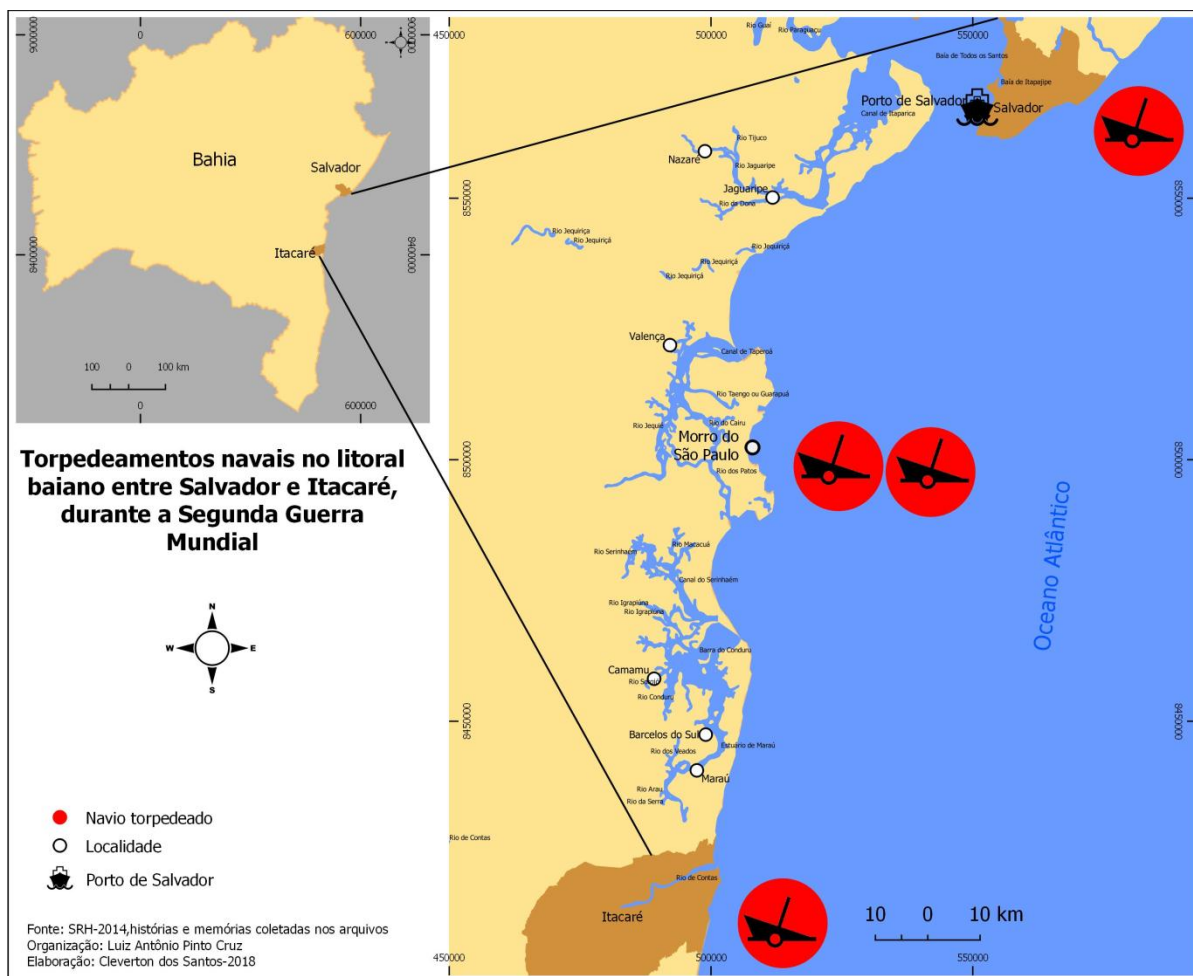 0
600000
9000000
9000000
Bahia
Salvador
Itacaré
8400000
8400000
100 0 100 km
0
600000
Torpedeamentos navais no litoral
baiano entre Salvador e Itacaré,
durante a Segunda Guerra
Mundial
N
W E
S
Navio torpedeado
Localidade
Porto de Salvador
Fonte: SRH-2014,histórias e memórias coletadas nos arquivos
Organização: Luiz Antônio Pinto Cruz
Elaboração: Cleverton dos Santos-2018
450000
500000
550000
Rio Guaí
Rio Paraguaçu
Baía de Todos os Santos
Baía de Itapajipe
Porto de Salvador
Salvador
Canal de Itaparica
Rio Tijuco
Nazaré
Rio Jaguaripe
Jaguaripe
Rio da Dona
8550000
8550000
Rio Jequiriça
Rio Jequiriçá
Rio Jequiriçá
Rio Jequiriçá
Rio Jequiriçá
Valença
Canal de Taperoá
Rio Taengo ou Guarapuá
Rio Jequié
Rio do Cairu
Morro do
São Paulo
Rio dos Patos
8500000
8500000
Oceano Atlântico
Rio Serinhaém
Rio Macacuá
Canal do Serinhaém
Rio Igrapiúna
Rio Igrapiúna
Barra do Conduru
Camamu
Rio Conduru
8450000
8450000
Barcelos do Sul
Estuario de Maraú
Rio dos Veados
Maraú
Rio Arau
Rio da Serra
Rio de Contas
Rio de Contas
Itacaré
10 0 10 km
450000
500000
550000